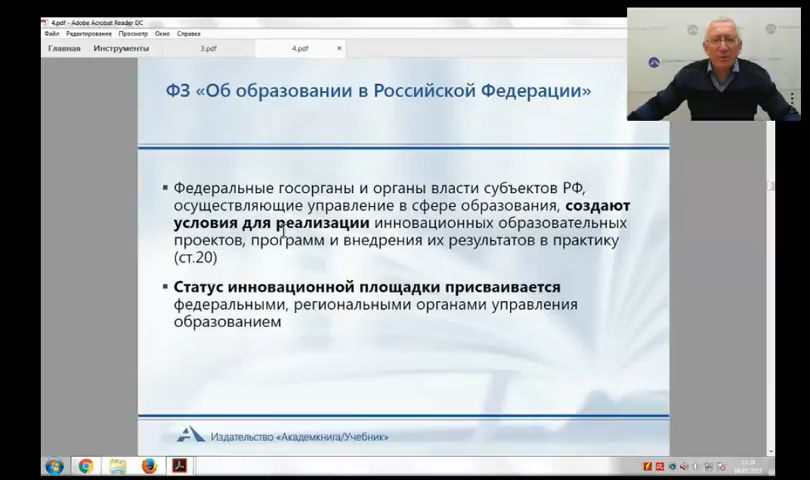 4.pdf - Adobe Acrobat Reader DC
Файл Редактирование Просмотр Окно Справка
Главная Инструменты 3.pdf 4.pdf ×
ФЗ «Об образовании в Российской Федерации»
▪ Федеральные госорганы и органы власти субъектов РФ,
осуществляющие управление в сфере образования, создают
условия для реализации инновационных образовательных
проектов, программ и внедрения их результатов в практику
(ст.20)
▪ Статус инновационной площадки присваивается
федеральными, региональными органами управления
образованием
Издательство «Академкнига/Учебник»